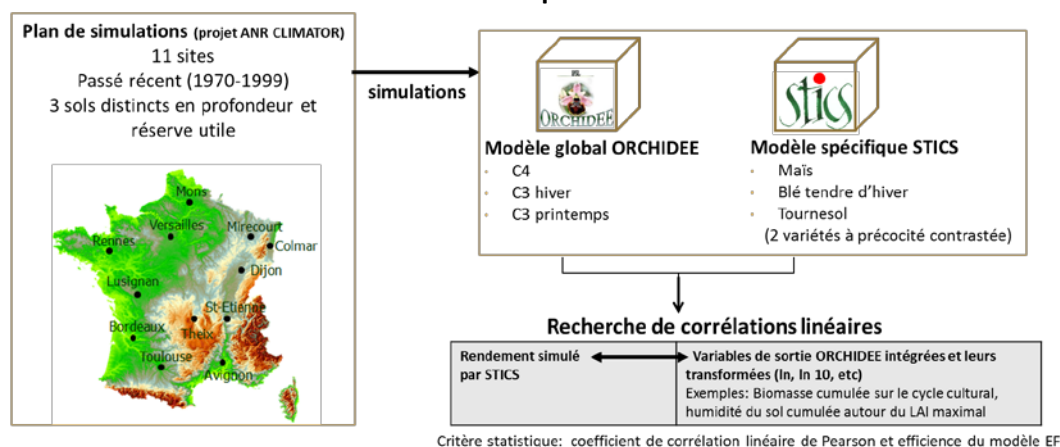 Plan de simulations (projet ANR CLIMATOR)
11 sites
Passé récent (1970-1999)
3 sols distincts en profondeur et
réserve utile
simulations
ORCHIDEE
Modèle global ORCHIDEE
• C4
• C3 hiver
• C3 printemps
stics
Modèle spécifique STICS
• Maïs
• Blé tendre d'hiver
• Tournesol
(2 variétés à précocité contrastée)
Mons
Versailles
Mirecourt
Rennes
Colmar
Dijon
Lusignan
St-Etienne
Bordeaux
Theix
Toulouse
Avignon
Recherche de corrélations linéaires
Rendement simulé
par STICS
Variables de sortie ORCHIDEE intégrées et leurs
transformées (ln, ln 10, etc)
Exemples: Biomasse cumulée sur le cycle cultural,
humidité du sol cumulée autour du LAI maximal
Critère statistique: coefficient de corrélation linéaire de Pearson et efficience du modèle EF